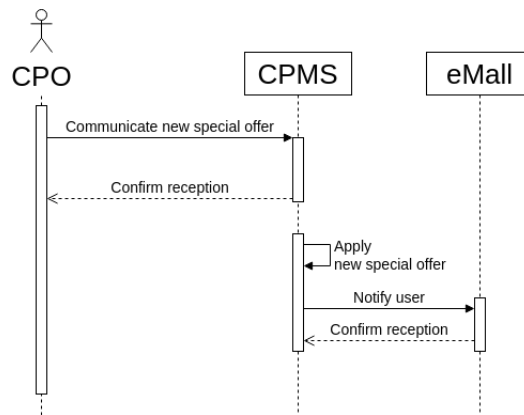 CPO
CPMS
eMall
Communicate new special offer
Confirm reception
Apply
new special offer
Notify user
Confirm reception